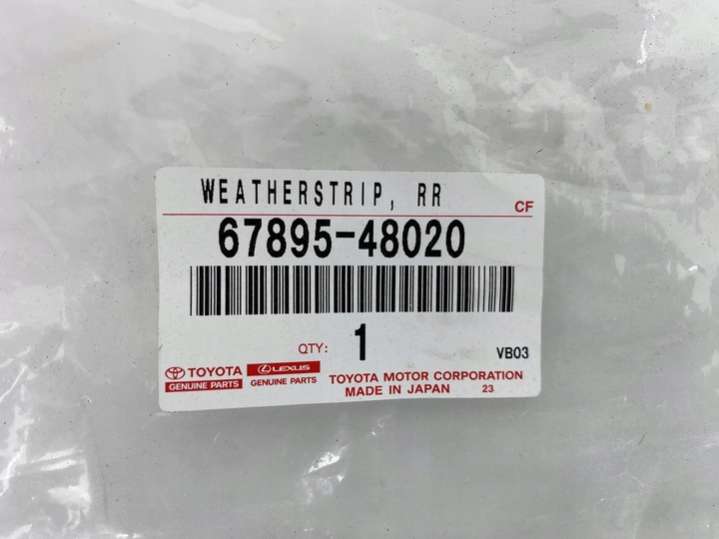 WEATHERSTRIP, RR
CF
67895-48020
QTY: 1
VB03
TOYOTA
GENUINE PARTS
LEXUS
GENUINE PARTS
TOYOTA MOTOR CORPORATION
MADE IN JAPAN 23